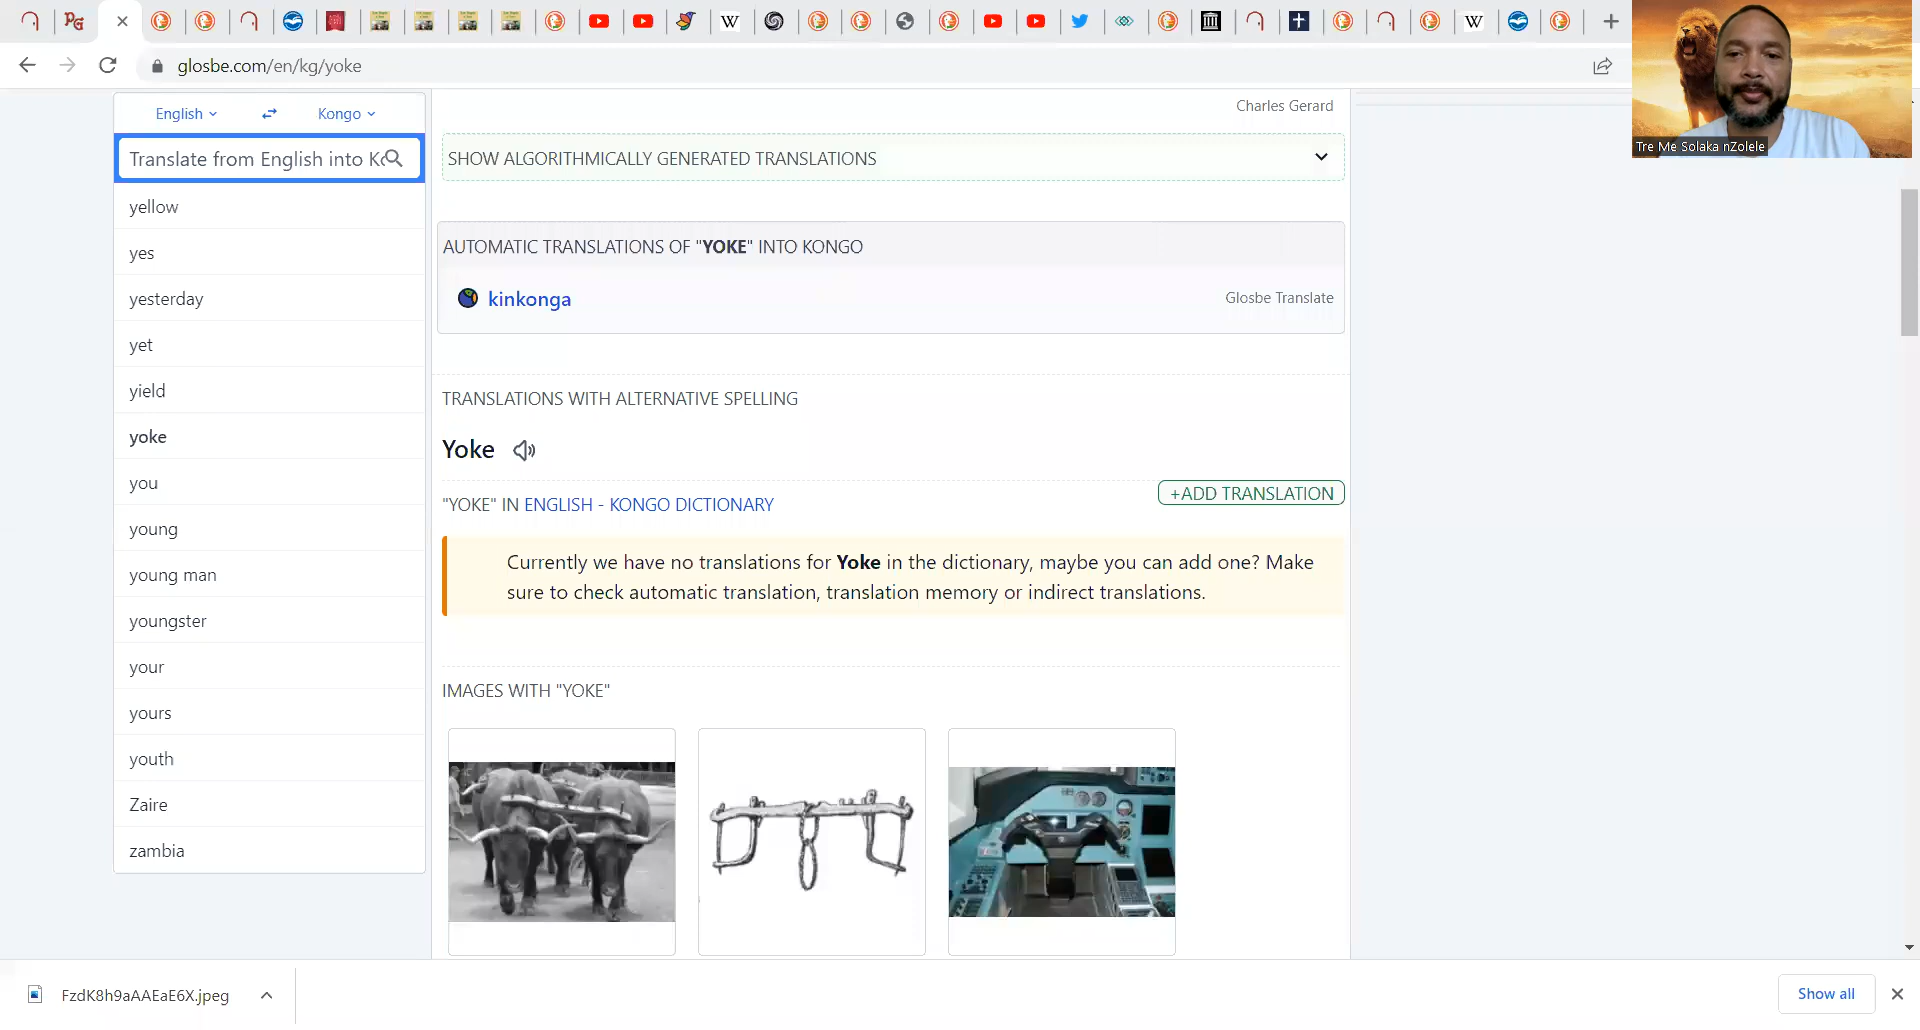 glosbe.com/en/kg/yoke
Tre Me Solaka nZolele
English
Kongo
Translate from English into Ko
yellow
yes
yesterday
yet
yield
yoke
you
young
young man
youngster
your
yours
youth
Zaire
zambia
Charles Gerard
SHOW ALGORITHMICALLY GENERATED TRANSLATIONS
AUTOMATIC TRANSLATIONS OF "YOKE" INTO KONGO
kinkonga
Glosbe Translate
TRANSLATIONS WITH ALTERNATIVE SPELLING
Yoke
"YOKE" IN ENGLISH - KONGO DICTIONARY
+ADD TRANSLATION
Currently we have no translations for Yoke in the dictionary, maybe you can add one? Make
sure to check automatic translation, translation memory or indirect translations.
IMAGES WITH "YOKE"
FzdK8h9aAAEaE6X.jpeg
Show all